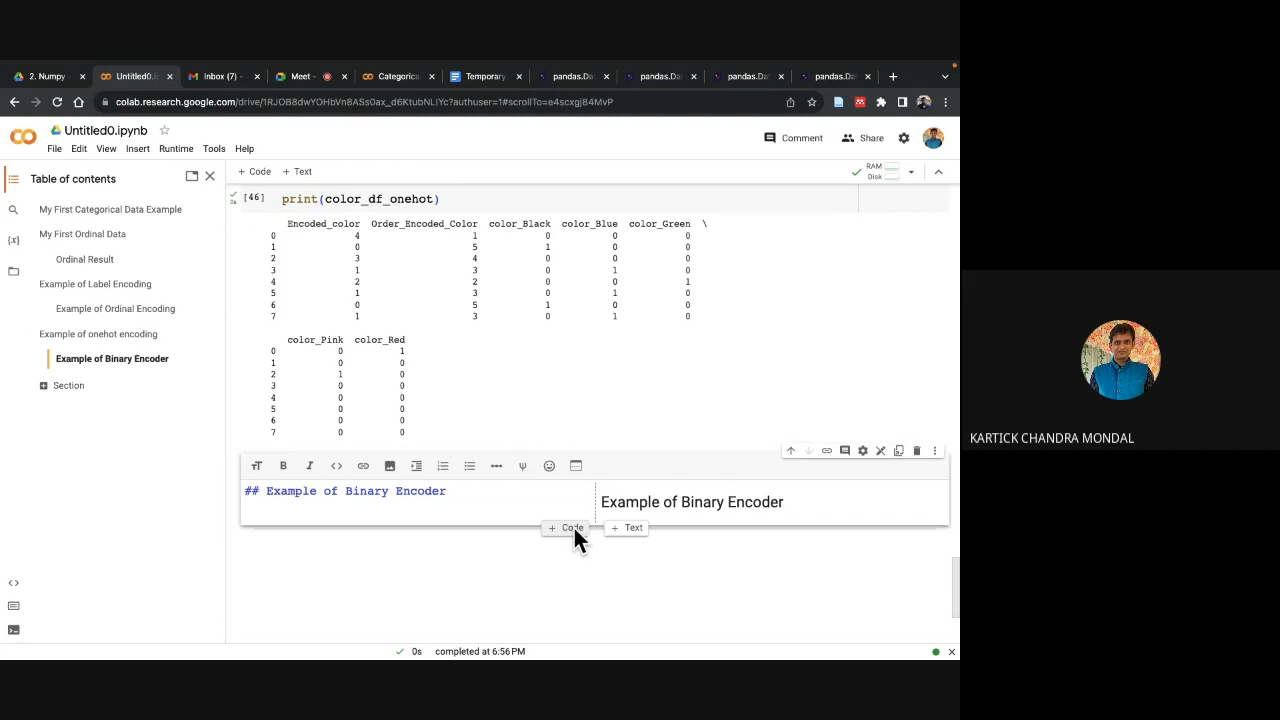 2. Numpy
Untitled0.i
Inbox (7) -
Meet -
Categorica
Temporary
pandas.Da
pandas.Da
pandas.Da
pandas.Da
colab.research.google.com/drive/1RJOB8dwYOHbVn8ASs0ax_d6KtubNLIYc?authuser=1#scrollTo=e4scxgj84MvP
Untitled0.ipynb
File Edit View Insert Runtime Tools Help
Comment
Share
RAM
Disk
+ Code + Text
Table of contents
My First Categorical Data Example
My First Ordinal Data
Ordinal Result
Example of Label Encoding
Example of Ordinal Encoding
Example of onehot encoding
Example of Binary Encoder
Section
{x}
0s
[46] print(color_df_onehot)
Encoded_color Order_Encoded_Color color_Black color_Blue color_Green \
0 4 1 0 0 0
1 0 5 1 0 0
2 3 4 0 0 0
3 1 3 0 1 0
4 2 2 0 0 1
5 1 3 0 1 0
6 0 5 1 0 0
7 1 3 0 1 0
color_Pink color_Red
0 0 1
1 0 0
2 1 0
3 0 0
4 0 0
5 0 0
6 0 0
7 0 0
## Example of Binary Encoder
Example of Binary Encoder
+ Code + Text
0s completed at 6:56 PM
KARTICK CHANDRA MONDAL